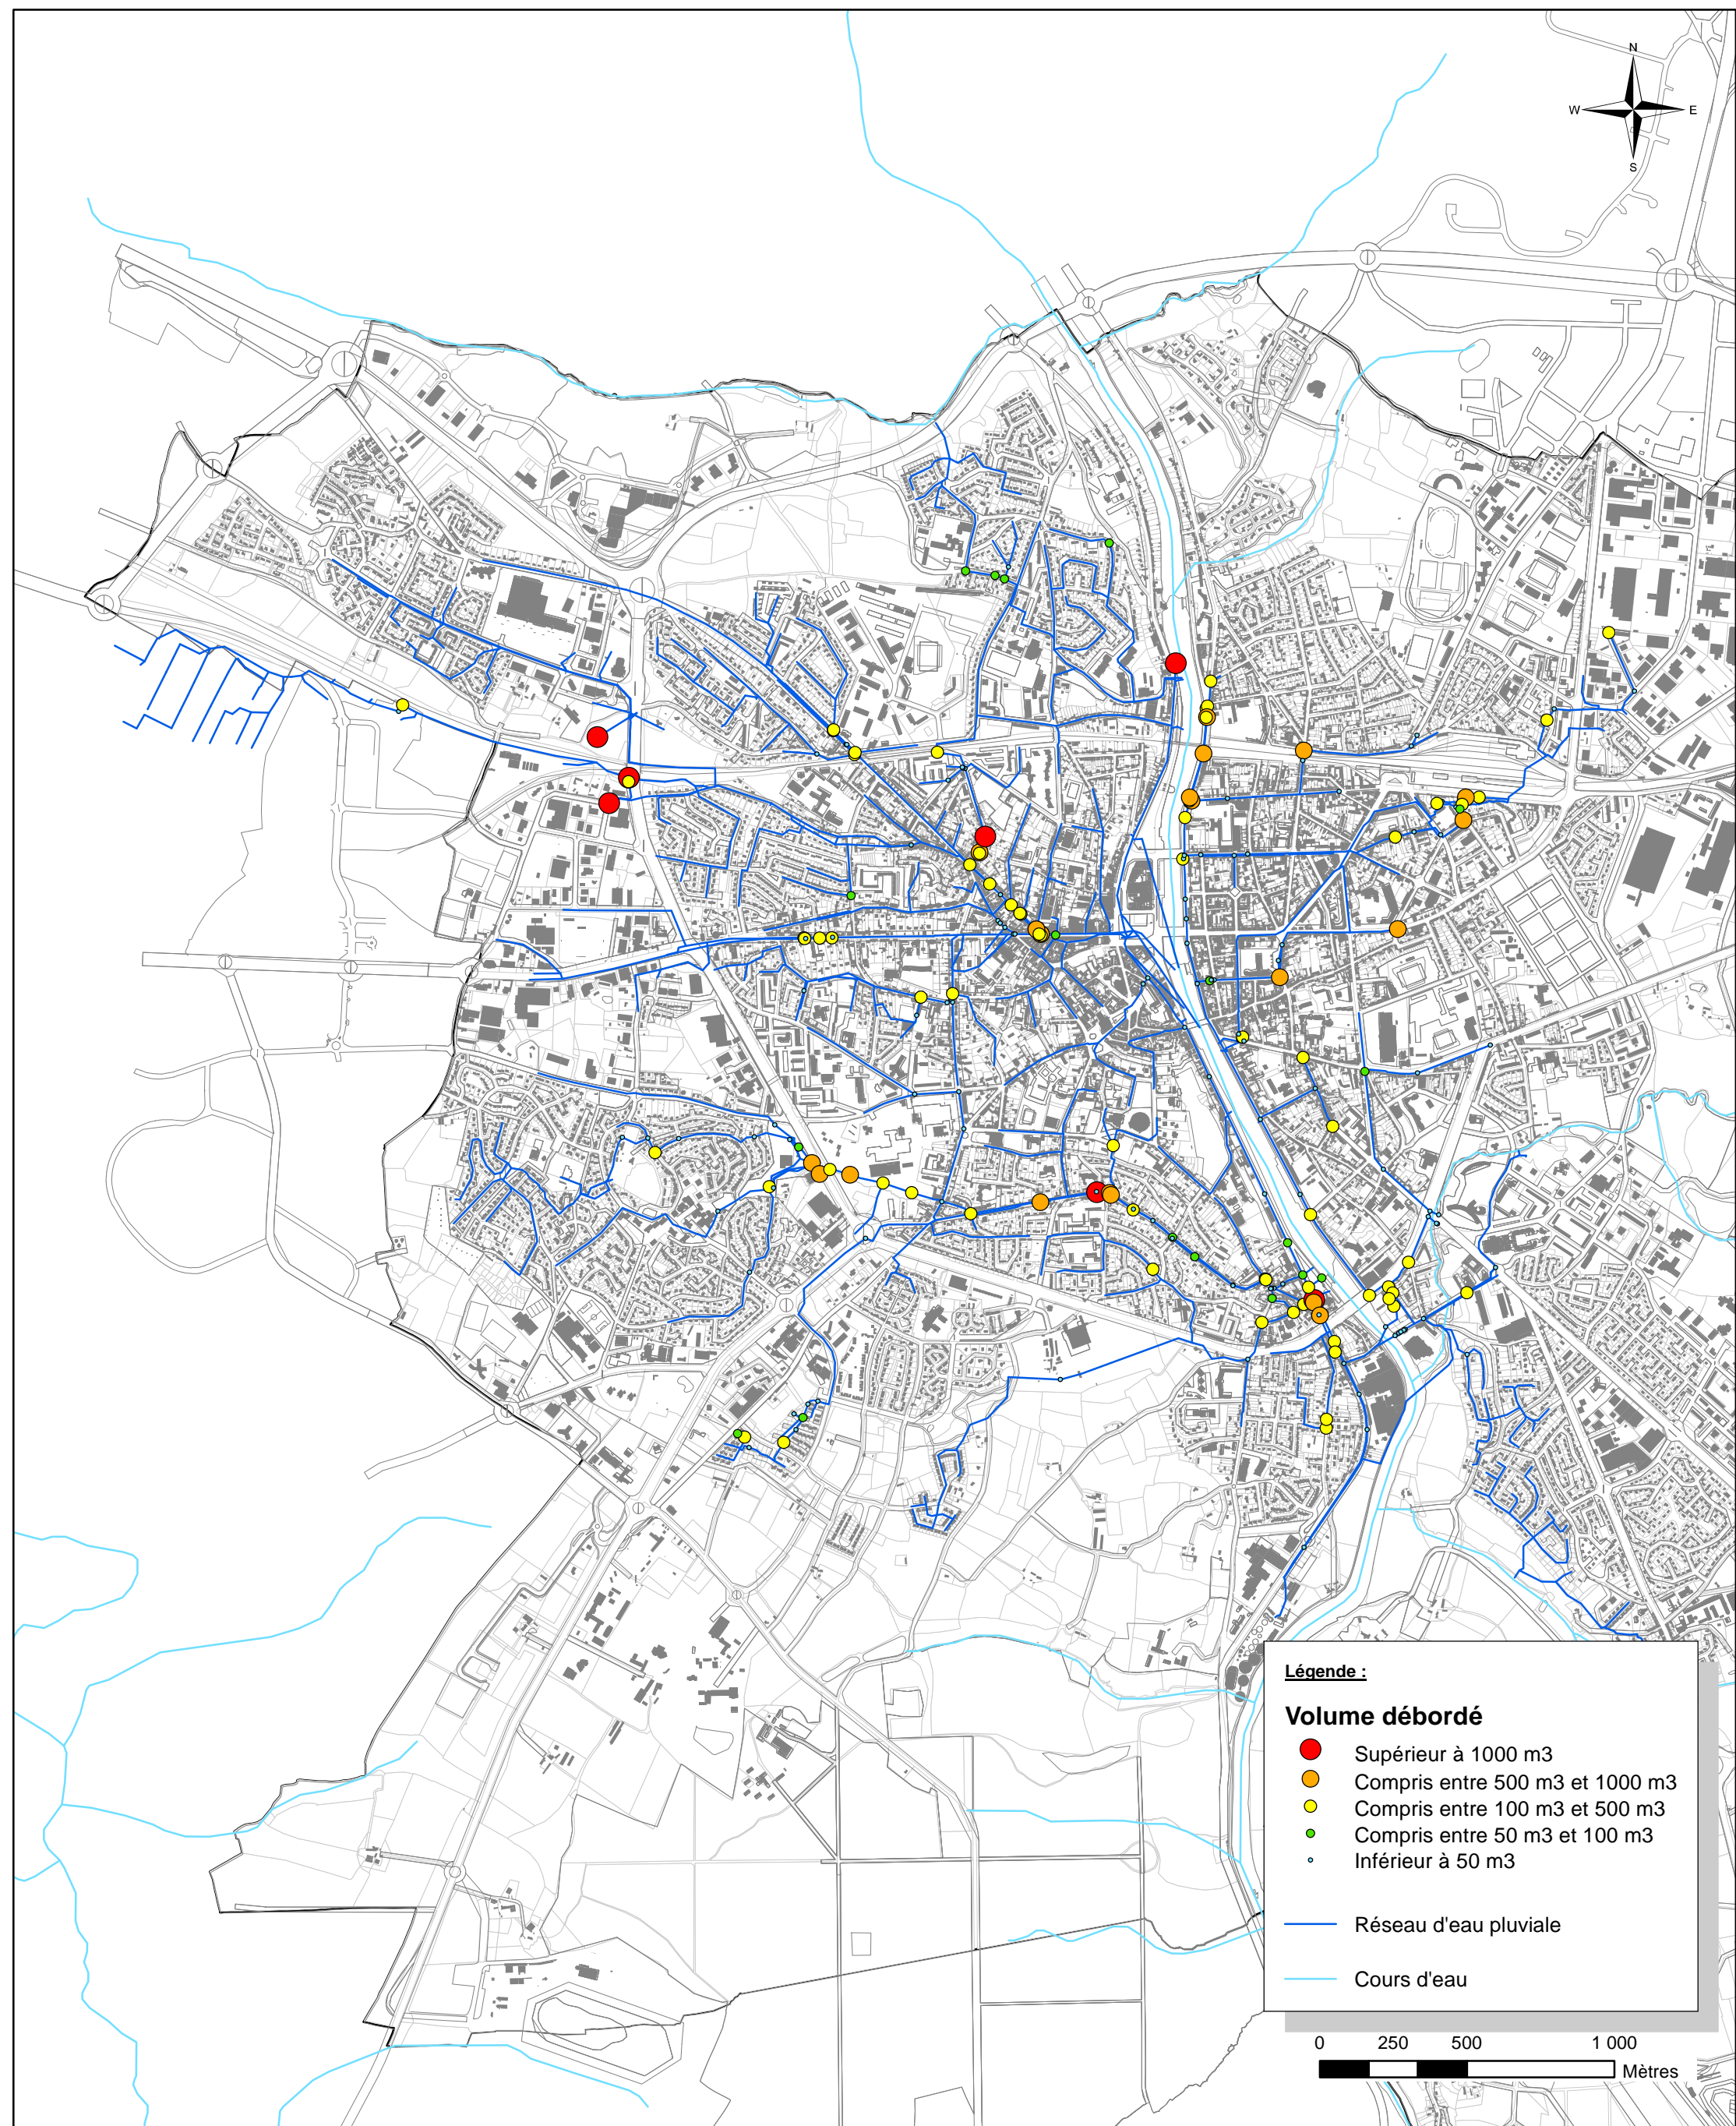 N
W E
S
Légende :
Volume débordé
Supérieur à 1000 m3
Compris entre 500 m3 et 1000 m3
Compris entre 100 m3 et 500 m3
Compris entre 50 m3 et 100 m3
Inférieur à 50 m3
Réseau d'eau pluviale
Cours d'eau
0 250 500 1 000
Mètres